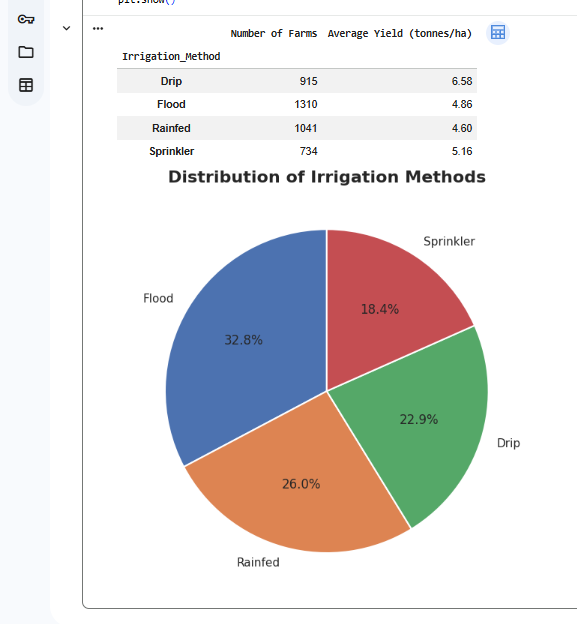 plt.show()
Number of Farms Average Yield (tonnes/ha)
Irrigation_Method
Drip 915 6.58
Flood 1310 4.86
Rainfed 1041 4.60
Sprinkler 734 5.16
Distribution of Irrigation Methods
Sprinkler
Flood
18.4%
32.8%
22.9%
Drip
26.0%
Rainfed